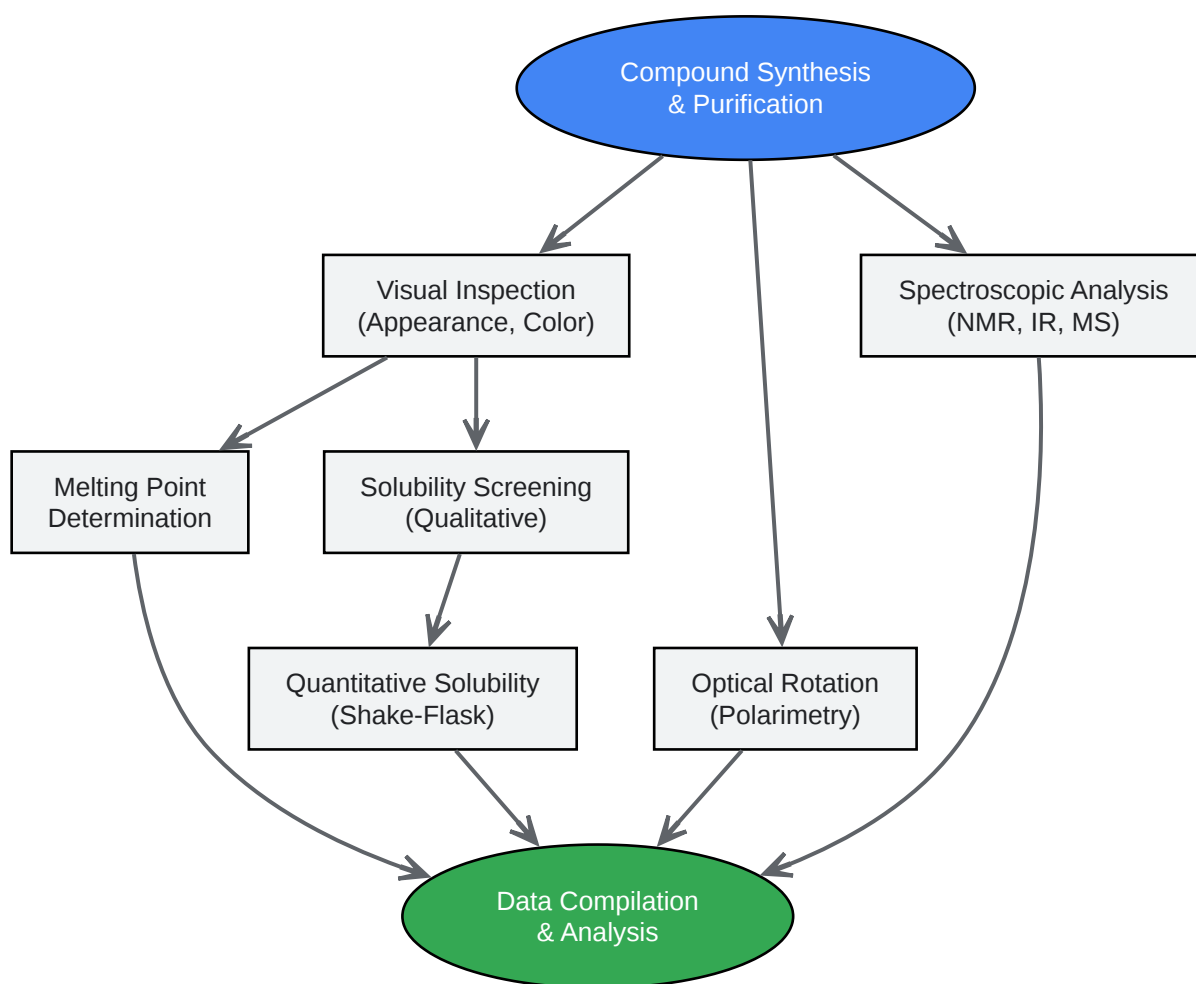 Compound Synthesis
& Purification
Visual Inspection
(Appearance, Color)
Spectroscopic Analysis
(NMR, IR, MS)
Melting Point
Determination
Solubility Screening
(Qualitative)
Quantitative Solubility
(Shake-Flask)
Optical Rotation
(Polarimetry)
Data Compilation
& Analysis